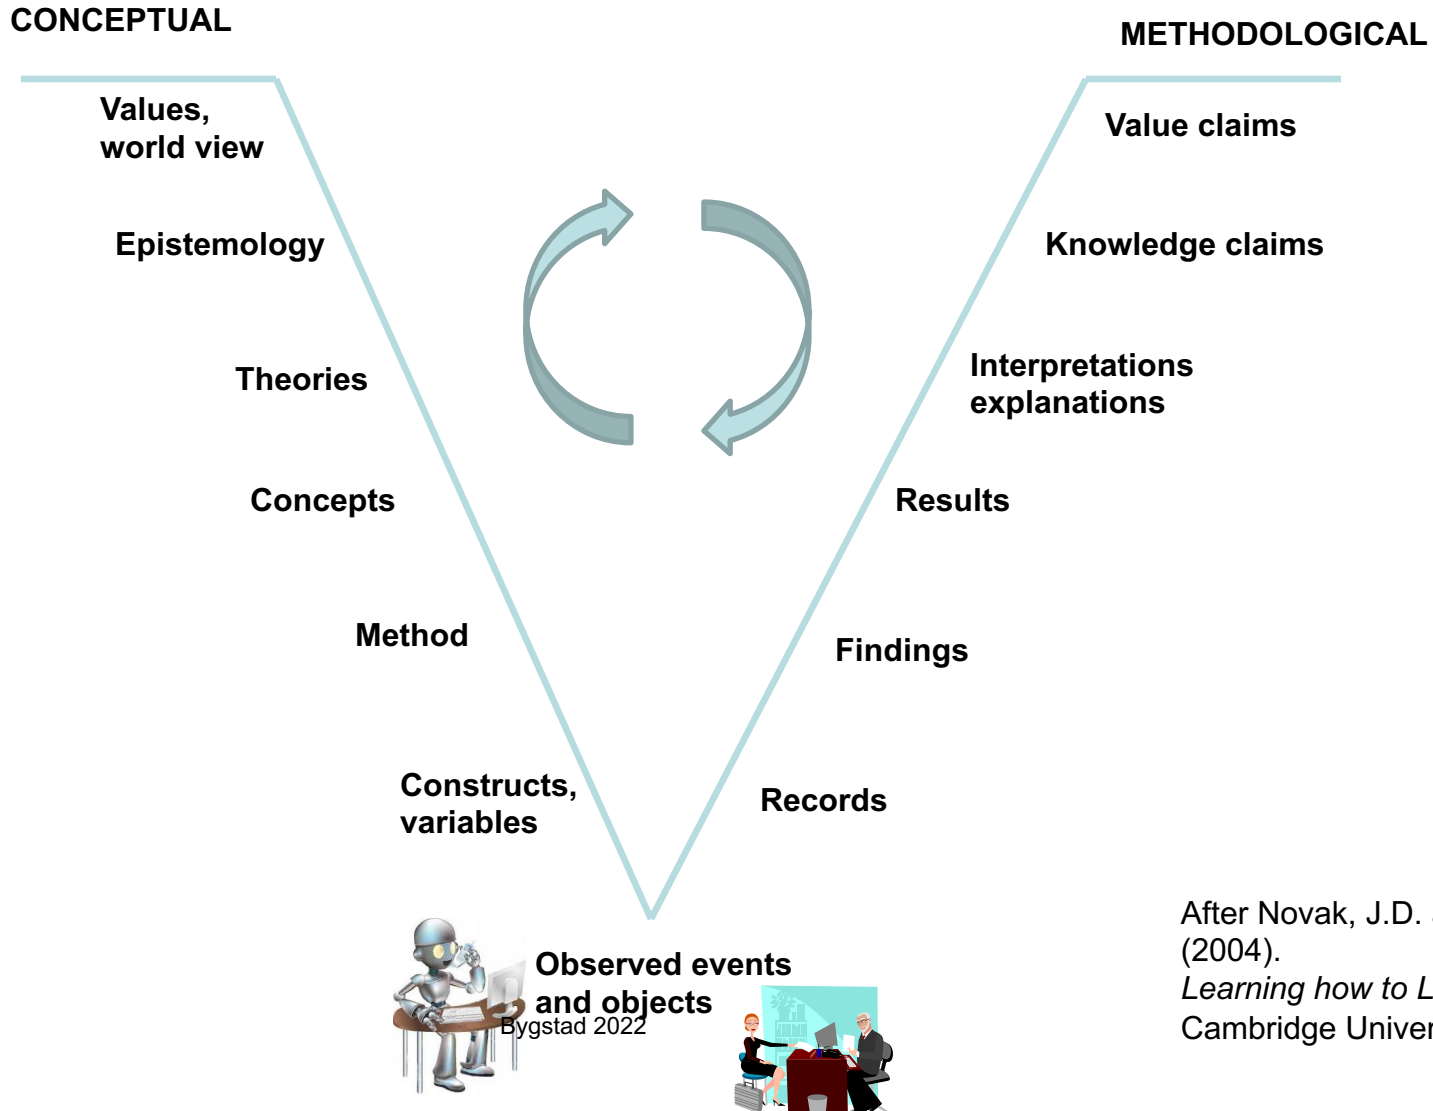 CONCEPTUAL
METHODOLOGICAL
Values,
world view
Value claims
Epistemology
Knowledge claims
Theories
Interpretations
explanations
Concepts
Results
Method
Findings
Constructs,
variables
Records
Observed events
and objects
Bygstad 2022
After Novak, J.D.
(2004).
Learning how to L
Cambridge Univer